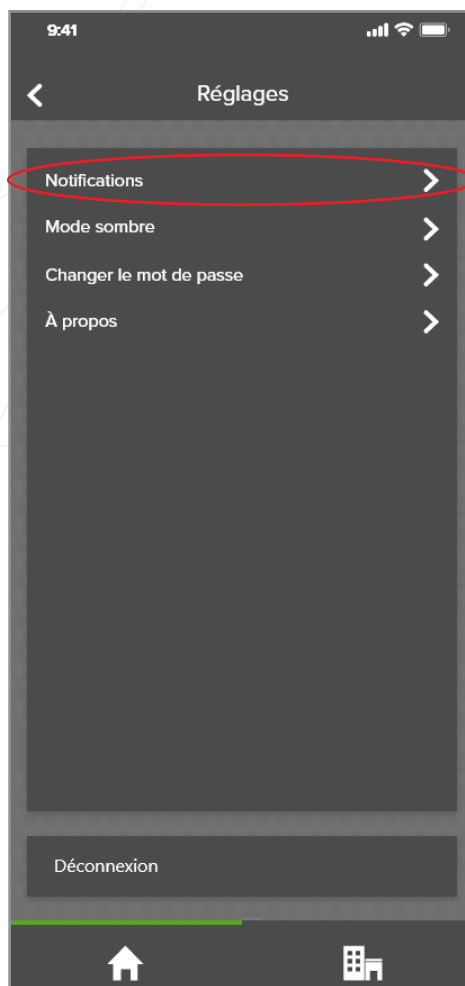 9:41
Réglages
Notifications
Mode sombre
Changer le mot de passe
À propos
Déconnexion